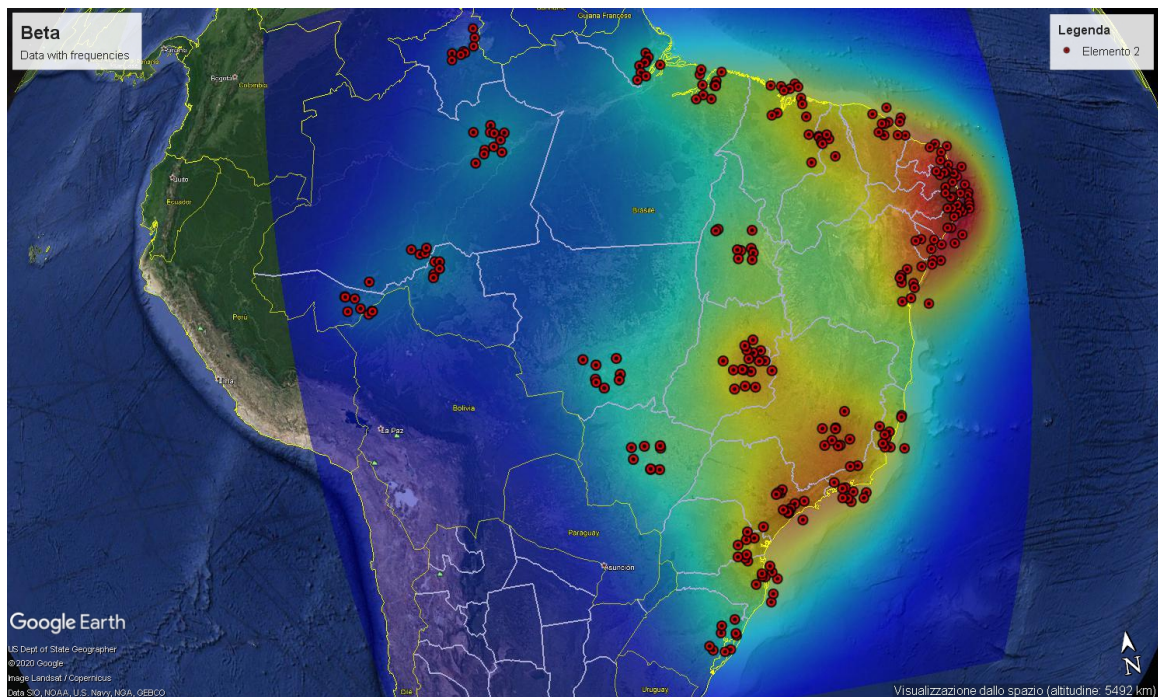 Beta
Data with frequencies
Legenda
Elemento 2
Guiana Francese
Bogotá
Colombia
Quito
Ecuador
Brasile
Perù
Lima
Bolivia
La Paz
Paraguay
Asunción
Uruguay
Google Earth
US Dept of State Geographer
© 2020 Google
Image Landsat / Copernicus
Data SIO, NOAA, U.S. Navy, NGA, GEBCO
N
Visualizzazione dallo spazio (altitudine: 5492 km)